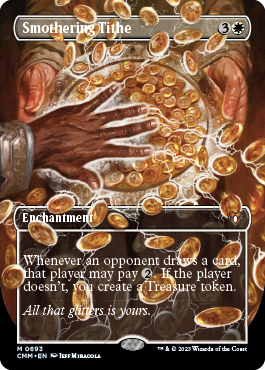 Smothering Tithe 3
Enchantment
Whenever an opponent draws a card,
that player may pay 2. If the player
doesn't, you create a Treasure token.
All that glitters is yours.
M 0693
CMM • EN Jeff Miracola
™ & © 2023 Wizards of the Coast